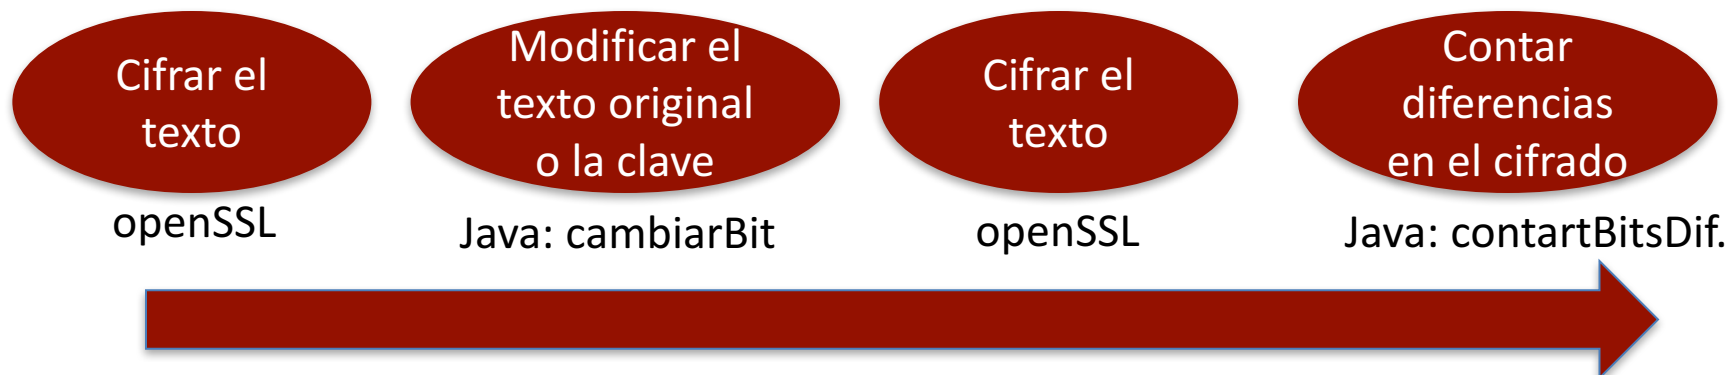 Cifrar el
texto
Modificar el
texto original
o la clave
Cifrar el
texto
Contar
diferencias
en el cifrado
openSSL
Java: cambiarBit
openSSL
Java: contartBitsDif.